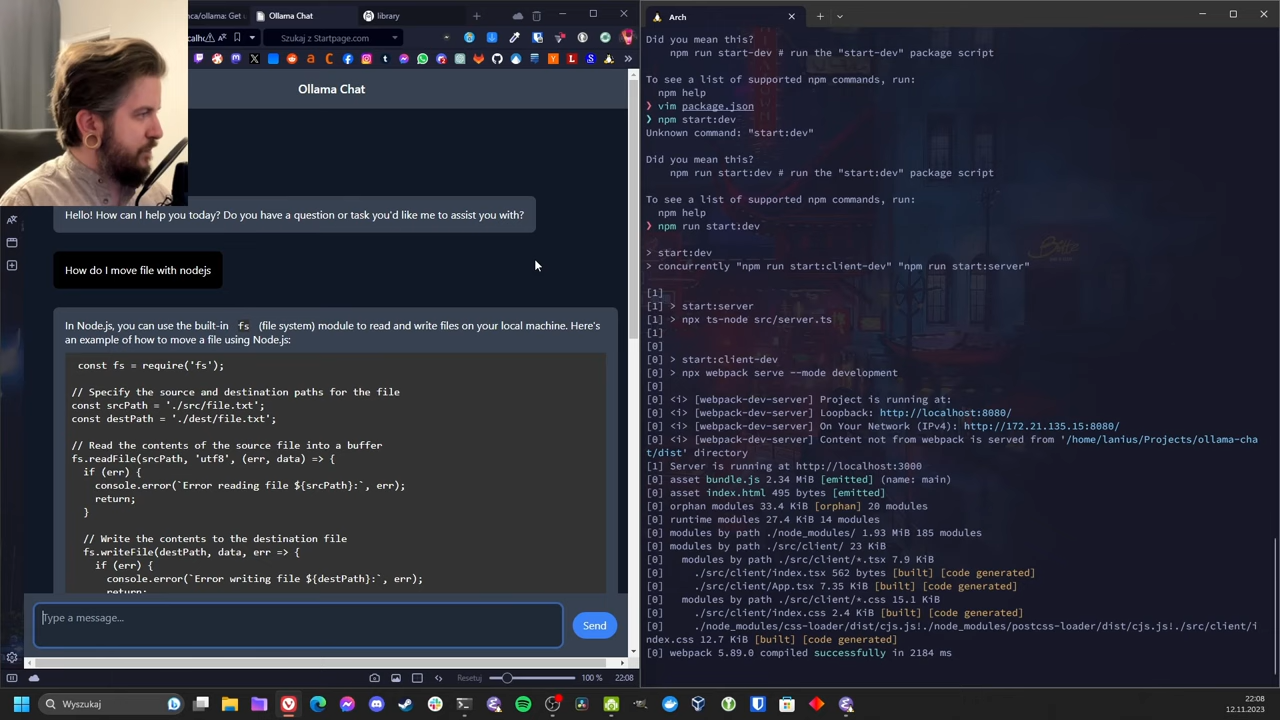 nca/ollama: Get u
Ollama Chat
library
Szukaj z Startpage.com
Ollama Chat
Hello! How can I help you today? Do you have a question or task you'd like me to assist you with?
How do I move file with nodejs
In Node.js, you can use the built-in fs (file system) module to read and write files on your local machine. Here's
an example of how to move a file using Node.js:
const fs = require('fs');
// Specify the source and destination paths for the file
const srcPath = './src/file.txt';
const destPath = './dest/file.txt';
// Read the contents of the source file into a buffer
fs.readFile(srcPath, 'utf8', (err, data) => {
if (err) {
console.error(`Error reading file ${srcPath}:`, err);
return;
}
// Write the contents to the destination file
fs.writeFile(destPath, data, err => {
if (err) {
console.error(`Error writing file ${destPath}:`, err);
return;
Type a message...
Send
Resetuj
100 %
22:08
Arch
Did you mean this?
npm run start-dev # run the "start-dev" package script
To see a list of supported npm commands, run:
npm help
❯ vim package.json
❯ npm start:dev
Unknown command: "start:dev"
Did you mean this?
npm run start:dev # run the "start:dev" package script
To see a list of supported npm commands, run:
npm help
❯ npm run start:dev
> start:dev
> concurrently "npm run start:client-dev" "npm run start:server"
[1]
[1] > start:server
[1] > npx ts-node src/server.ts
[1]
[0]
[0] > start:client-dev
[0] > npx webpack serve --mode development
[0]
[0] <i> [webpack-dev-server] Project is running at:
[0] <i> [webpack-dev-server] Loopback: http://localhost:8080/
[0] <i> [webpack-dev-server] On Your Network (IPv4): http://172.21.135.15:8080/
[0] <i> [webpack-dev-server] Content not from webpack is served from '/home/lanius/Projects/ollama-cha
t/dist' directory
[1] Server is running at http://localhost:3000
[0] asset bundle.js 2.34 MiB [emitted] (name: main)
[0] asset index.html 495 bytes [emitted]
[0] orphan modules 33.4 KiB [orphan] 20 modules
[0] runtime modules 27.4 KiB 14 modules
[0] modules by path ./node_modules/ 1.93 MiB 185 modules
[0] modules by path ./src/client/ 23 KiB
[0] modules by path ./src/client/*.tsx 7.9 KiB
[0] ./src/client/index.tsx 562 bytes [built] [code generated]
[0] ./src/client/App.tsx 7.35 KiB [built] [code generated]
[0] modules by path ./src/client/*.css 15.1 KiB
[0] ./src/client/index.css 2.4 KiB [built] [code generated]
[0] ./node_modules/css-loader/dist/cjs.js!./node_modules/postcss-loader/dist/cjs.js!./src/client/i
ndex.css 12.7 KiB [built] [code generated]
[0] webpack 5.89.0 compiled successfully in 2184 ms
Wyszukaj
22:08
12.11.2023